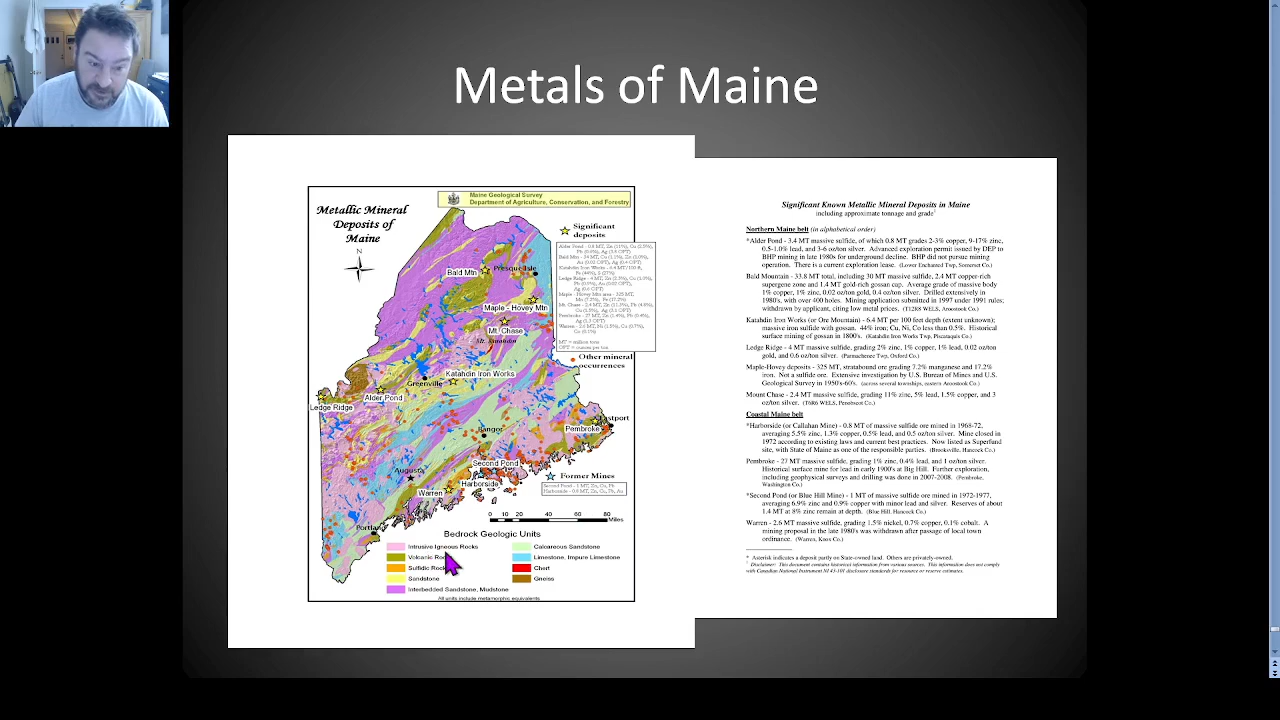 Metals of Maine
Maine Geological Survey
Department of Agriculture, Conservation, and Forestry
Metallic Mineral
Deposits of
Maine
N
Significant
deposits
MT = million tons
OPT = ounces per ton
Other mineral
occurrences
Bald Mtn
Presque Isle
Maple - Hovey Mtn
Mt. Chase
Mt. Katahdin
Katahdin Iron Works
Greenville
Alder Pond
Ledge Ridge
Bangor
Eastport
Pembroke
Second Pond
Augusta
Harborside
Warren
Portland
Former Mines
Second Pond - 1 MT, Zn, Cu, Pb
Harborside - 0.8 MT, Zn, Cu, Pb, Au
0 10 20 40 60 80
Miles
Bedrock Geologic Units
Intrusive Igneous Rocks
Volcanic
Sulfidic
Sandstone
Interbedded Sandstone, Mudstone
Calcareous Sandstone
Limestone, Impure Limestone
Chert
Gneiss
All units include metamorphic equivalents
Significant Known Metallic Mineral Deposits in Maine
including approximate tonnage and grade†
Northern Maine belt (in alphabetical order)
*Alder Pond - 3.4 MT massive sulfide, of which 0.8 MT grades 2-3% copper, 9-17% zinc,
0.5-1.0% lead, and 3-6 oz/ton silver. Advanced exploration permit issued by DEP to
BHP mining in late 1980's for underground decline. BHP did not pursue mining
operation. There is a current exploration lease. (Lower Enchanted Twp, Somerset Co.)
Bald Mountain - 33.8 MT total, including 30 MT massive sulfide, 2.4 MT copper-rich
supergene zone and 1.4 MT gold-rich gossan cap. Average grade of massive body
1% copper, 1% zinc, 0.02 oz/ton gold, 0.4 oz/ton silver. Drilled extensively in
1980's, with over 400 holes. Mining application submitted in 1997 under 1991 rules;
withdrawn by applicant, citing low metal prices. (T12R8 WELS, Aroostook Co.)
Katahdin Iron Works (or Ore Mountain) - 6.4 MT per 100 feet depth (extent unknown);
massive iron sulfide with gossan. 44% iron; Cu, Ni, Co less than 0.5%. Historical
surface mining of gossan in 1800's. (Katahdin Iron Works Twp, Piscataquis Co.)
Ledge Ridge - 4 MT massive sulfide, grading 2% zinc, 1% copper, 1% lead, 0.02 oz/ton
gold, and 0.6 oz/ton silver. (Parmachenee Twp, Oxford Co.)
Maple-Hovey deposits - 325 MT, stratabound ore grading 7.2% manganese and 17.2%
iron. Not a sulfide ore. Extensive investigation by U.S. Bureau of Mines and U.S.
Geological Survey in 1950's-60's. (across several townships, eastern Aroostook Co.)
Mount Chase - 2.4 MT massive sulfide, grading 11% zinc, 5% lead, 1.5% copper, and 3
oz/ton silver. (T6R6 WELS, Penobscot Co.)
Coastal Maine belt
*Harborside (or Callahan Mine) - 0.8 MT of massive sulfide ore mined in 1968-72,
averaging 5.5% zinc, 1.3% copper, 0.5% lead, and 0.5 oz/ton silver. Mine closed in
1972 according to existing laws and current best practices. Now listed as Superfund
site, with State of Maine as one of the responsible parties. (Brooksville, Hancock Co.)
Pembroke - 27 MT massive sulfide, grading 1% zinc, 0.4% lead, and 1 oz/ton silver.
Historical surface mine for lead in early 1900's at Big Hill. Further exploration,
including geophysical surveys and drilling was done in 2007-2008. (Pembroke,
Washington Co.)
*Second Pond (or Blue Hill Mine) - 1 MT of massive sulfide ore mined in 1972-1977,
averaging 6.9% zinc and 0.9% copper with minor lead and silver. Reserves of about
1.4 MT at 8% zinc remain at depth. (Blue Hill, Hancock Co.)
Warren - 2.6 MT massive sulfide, grading 1.5% nickel, 0.7% copper, 0.1% cobalt. A
mining proposal in the late 1980's was withdrawn after passage of local town
ordinance. (Warren, Knox Co.)
* Asterisk indicates a deposit partly on State-owned land. Others are privately-owned.
† Disclaimer: This document contains historical information from various sources. This information does not comply
with Canadian National Instrument NI 43-101 disclosure standards for resource or reserve estimates.